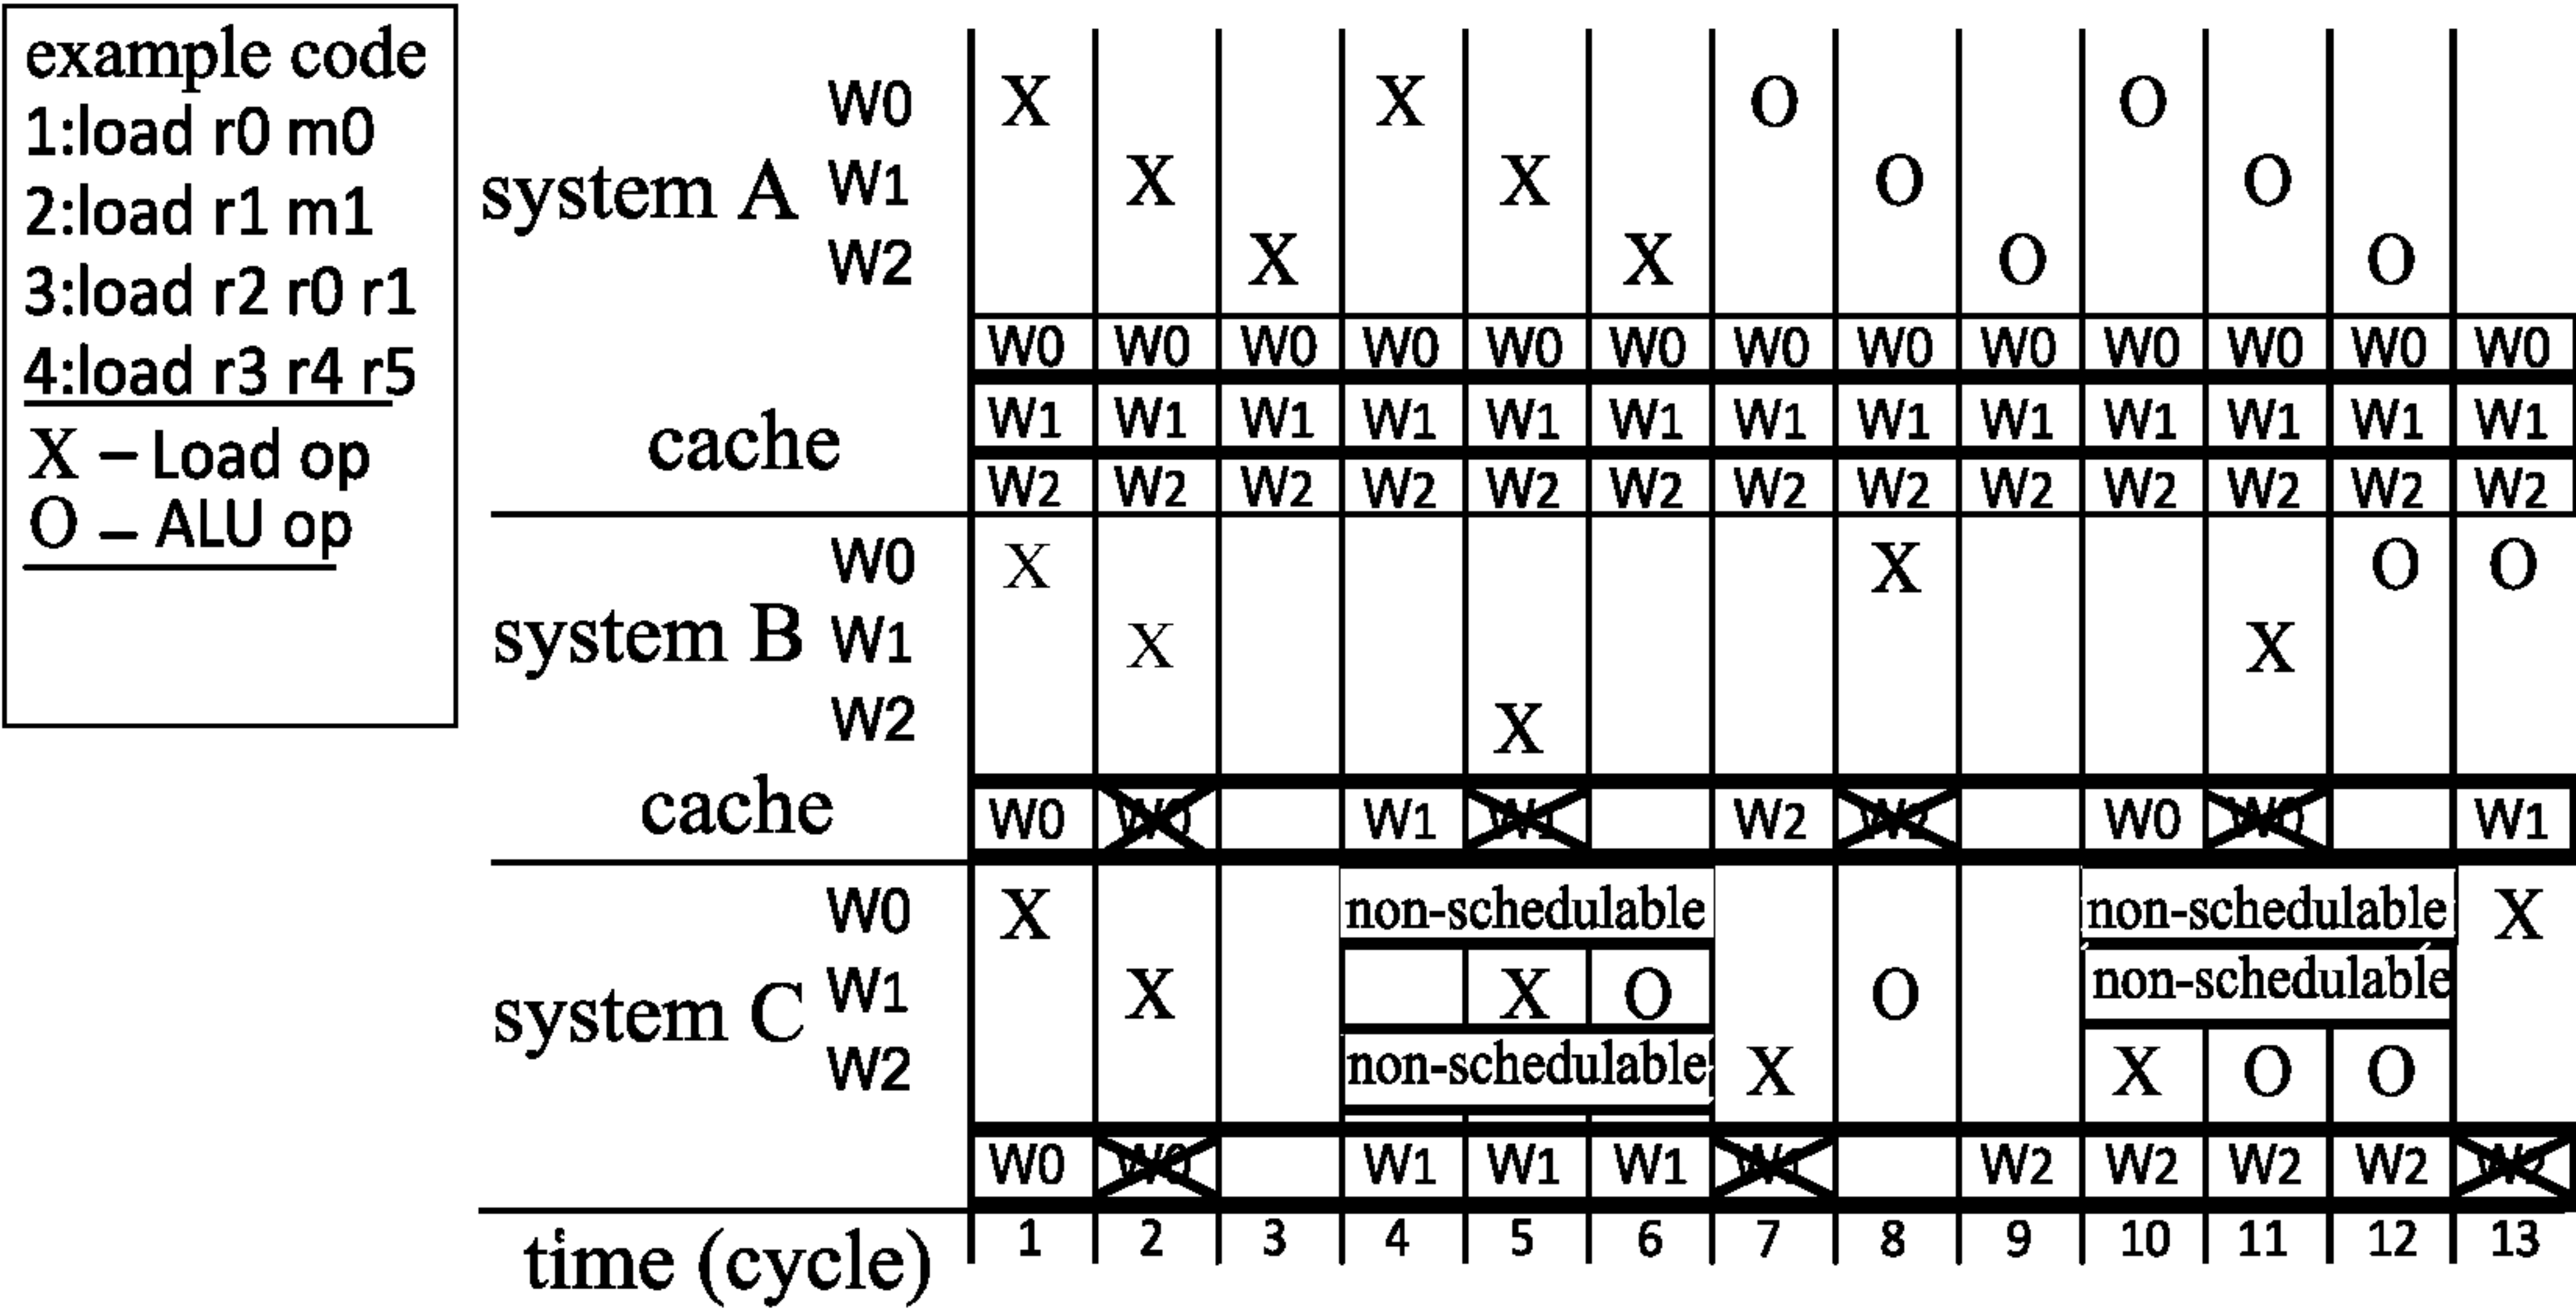 example code
1:load r0 m0
2:load r1 m1
3:load r2 r0 r1
4:load r3 r4 r5
X – Load op
O – ALU op
system A
W0 X X O O
W1 X X O O
W2 X X O O
cache
W0 W0 W0 W0 W0 W0 W0 W0 W0 W0 W0 W0 W0
W1 W1 W1 W1 W1 W1 W1 W1 W1 W1 W1 W1 W1
W2 W2 W2 W2 W2 W2 W2 W2 W2 W2 W2 W2 W2
system B
W0 X X O O
W1 X X
W2 X
cache
W0 W0 W1 W2 W0 W0 W1
system C
W0 X non-schedulable non-schedulable X
W1 X X O O non-schedulable
W2 non-schedulable X X O O
W0 W0 W1 W1 W1 W2 W2 W2 W2
time (cycle) 1 2 3 4 5 6 7 8 9 10 11 12 13